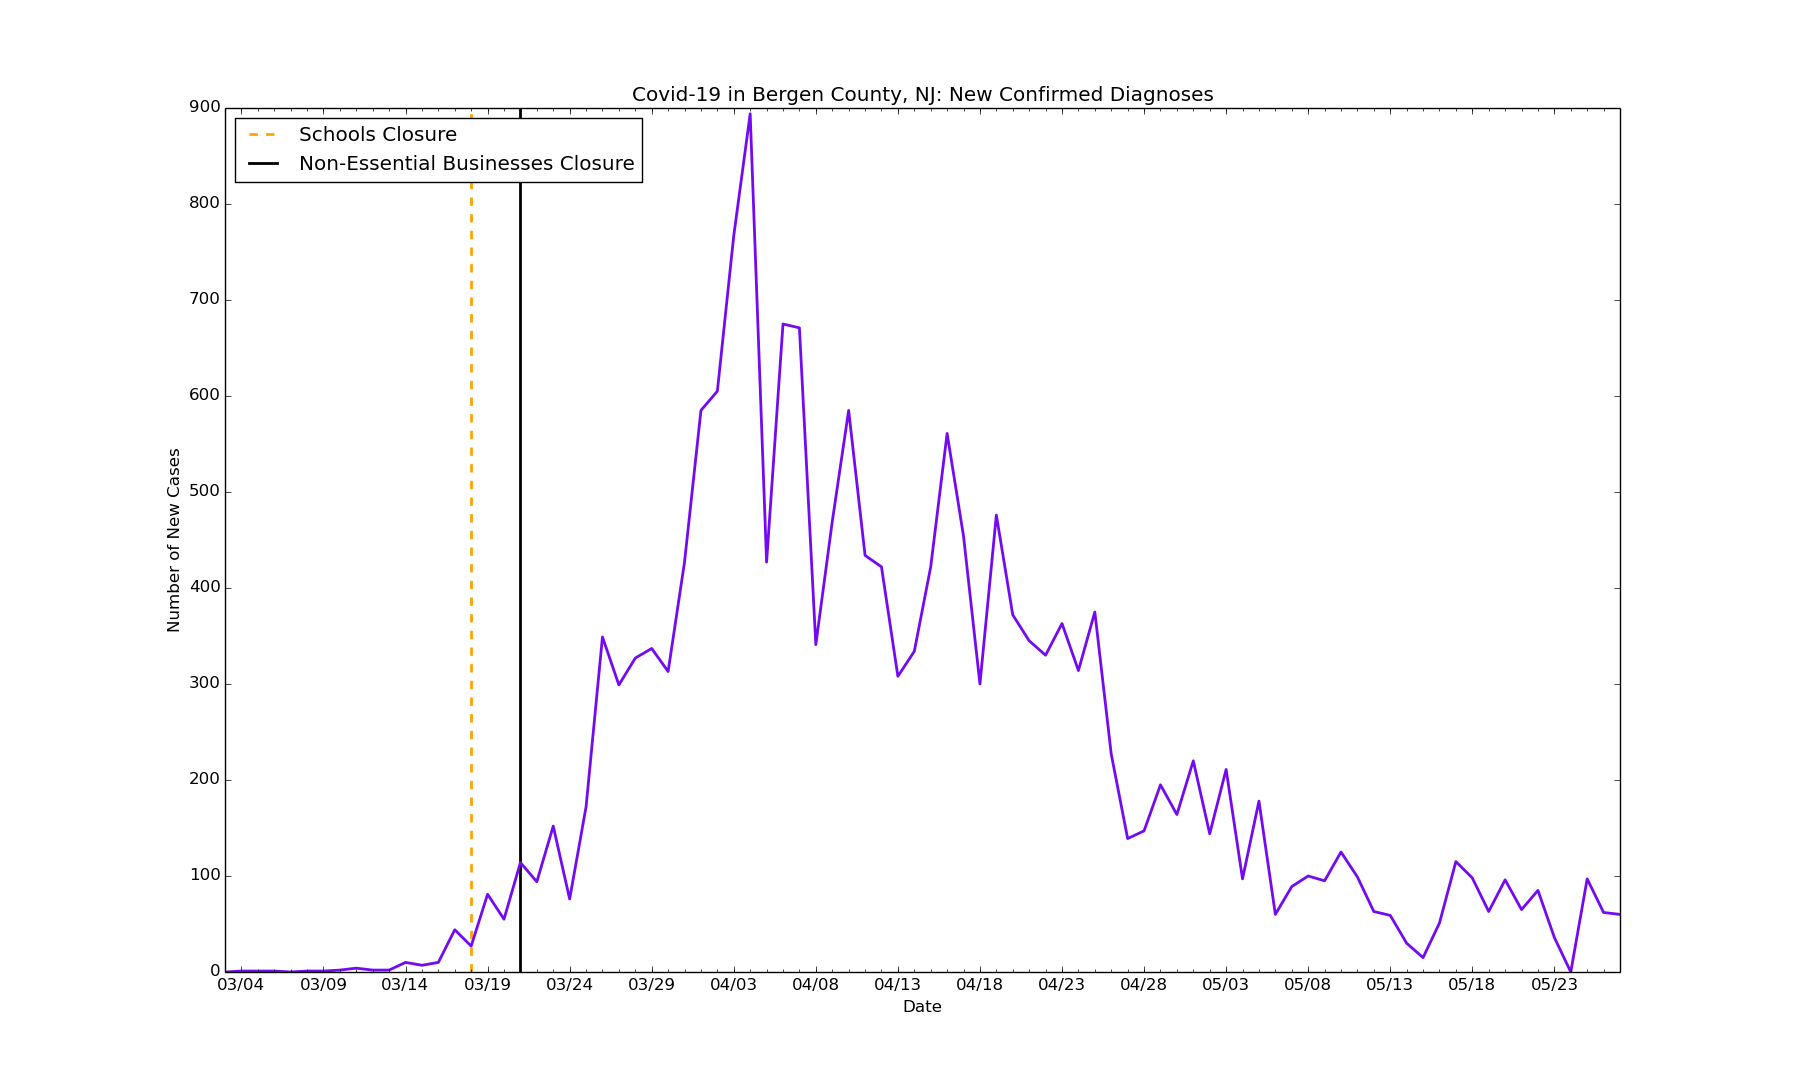 Covid-19 in Bergen County, NJ: New Confirmed Diagnoses
Schools Closure
Non-Essential Businesses Closure
Number of New Cases
900
800
700
600
500
400
300
200
100
0
03/04 03/09 03/14 03/19 03/24 03/29 04/03 04/08 04/13 04/18 04/23 04/28 05/03 05/08 05/13 05/18 05/23
Date